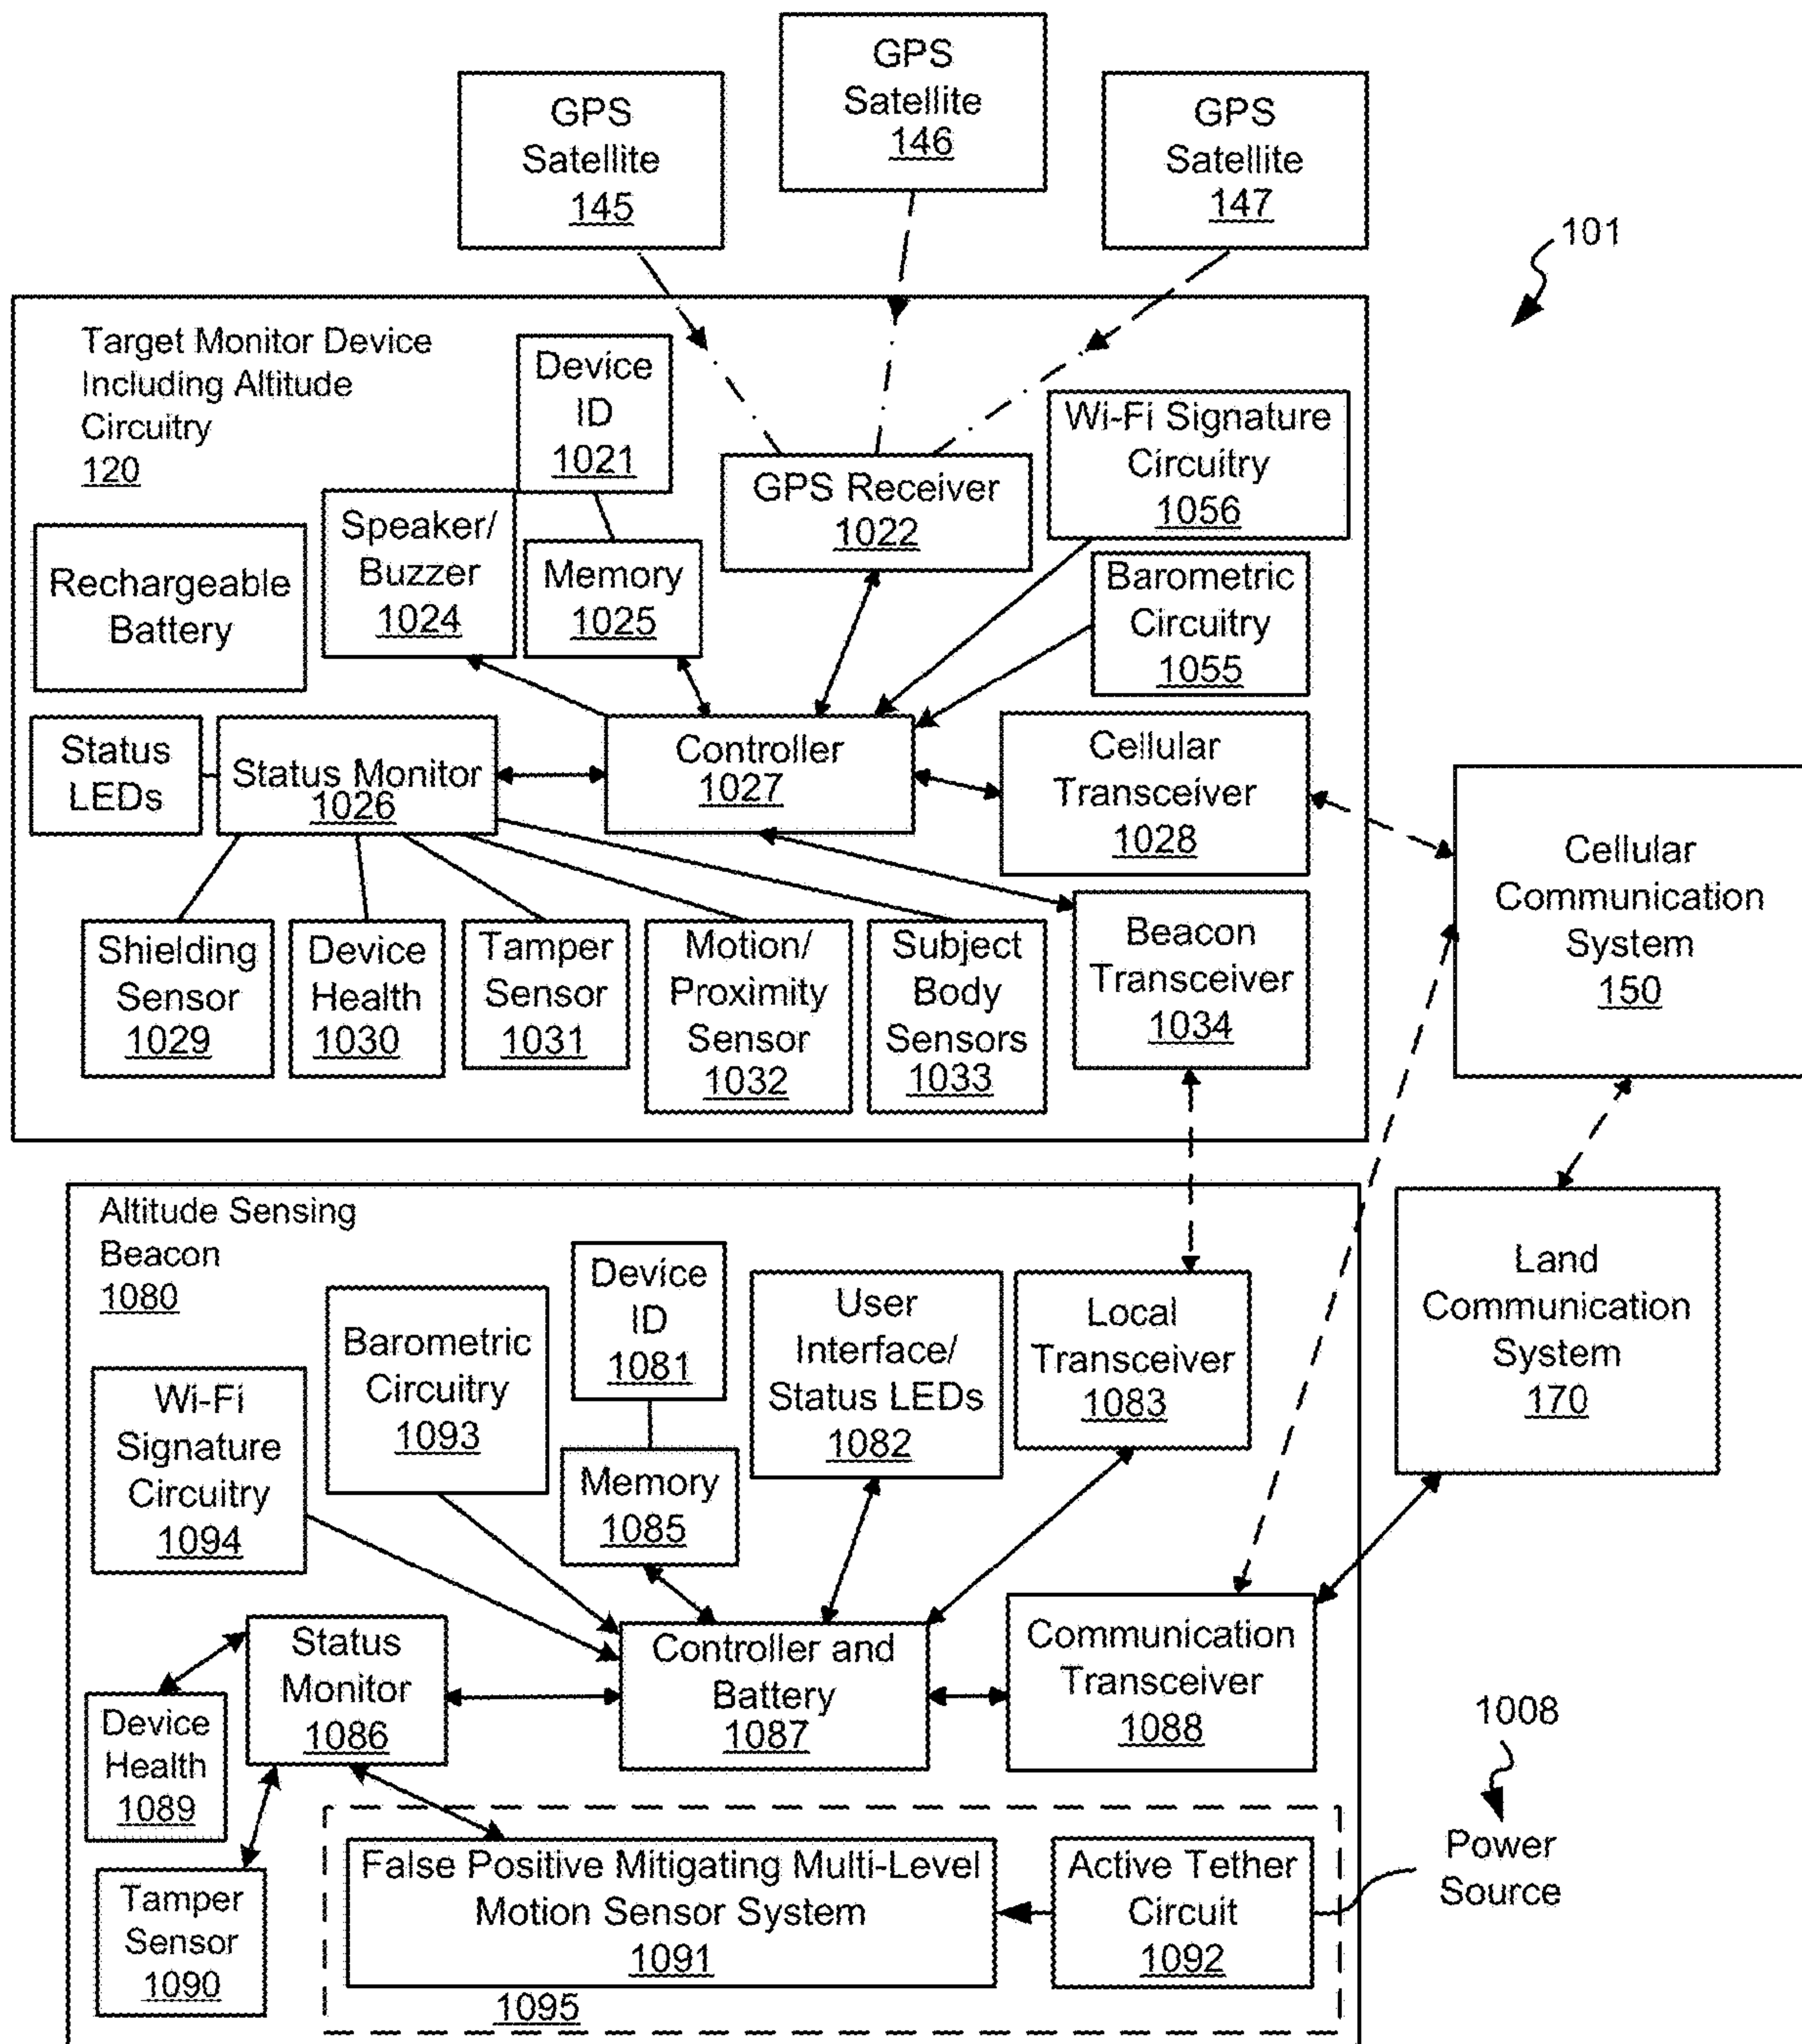 GPS
Satellite
145
GPS
Satellite
146
GPS
Satellite
147
101
Target Monitor Device
Including Altitude
Circuitry
120
Device
ID
1021
GPS Receiver
1022
Wi-Fi Signature
Circuitry
1056
Rechargeable
Battery
Speaker/
Buzzer
1024
Memory
1025
Barometric
Circuitry
1055
Status
LEDs
Status Monitor
1026
Controller
1027
Cellular
Transceiver
1028
Shielding
Sensor
1029
Device
Health
1030
Tamper
Sensor
1031
Motion/
Proximity
Sensor
1032
Subject
Body
Sensors
1033
Beacon
Transceiver
1034
Cellular
Communication
System
150
Land
Communication
System
170
Altitude Sensing
Beacon
1080
Wi-Fi
Signature
Circuitry
1094
Barometric
Circuitry
1093
Device
ID
1081
Memory
1085
User
Interface/
Status LEDs
1082
Local
Transceiver
1083
Status
Monitor
1086
Controller and
Battery
1087
Communication
Transceiver
1088
Device
Health
1089
Tamper
Sensor
1090
False Positive Mitigating Multi-Level
Motion Sensor System
1091
Active Tether
Circuit
1092
1095
1008
Power
Source